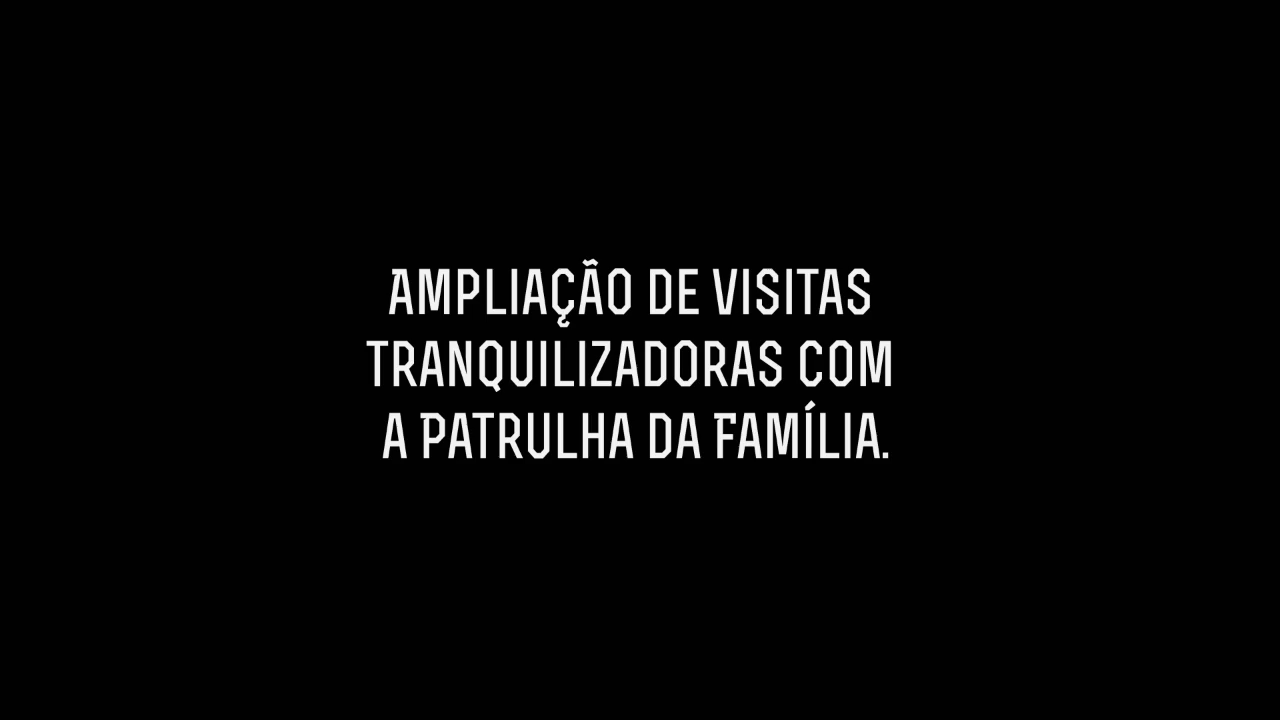 AMPLIAÇÃO DE VISITAS
TRANQUILIZADORAS COM
A PATRULHA DA FAMÍLIA.